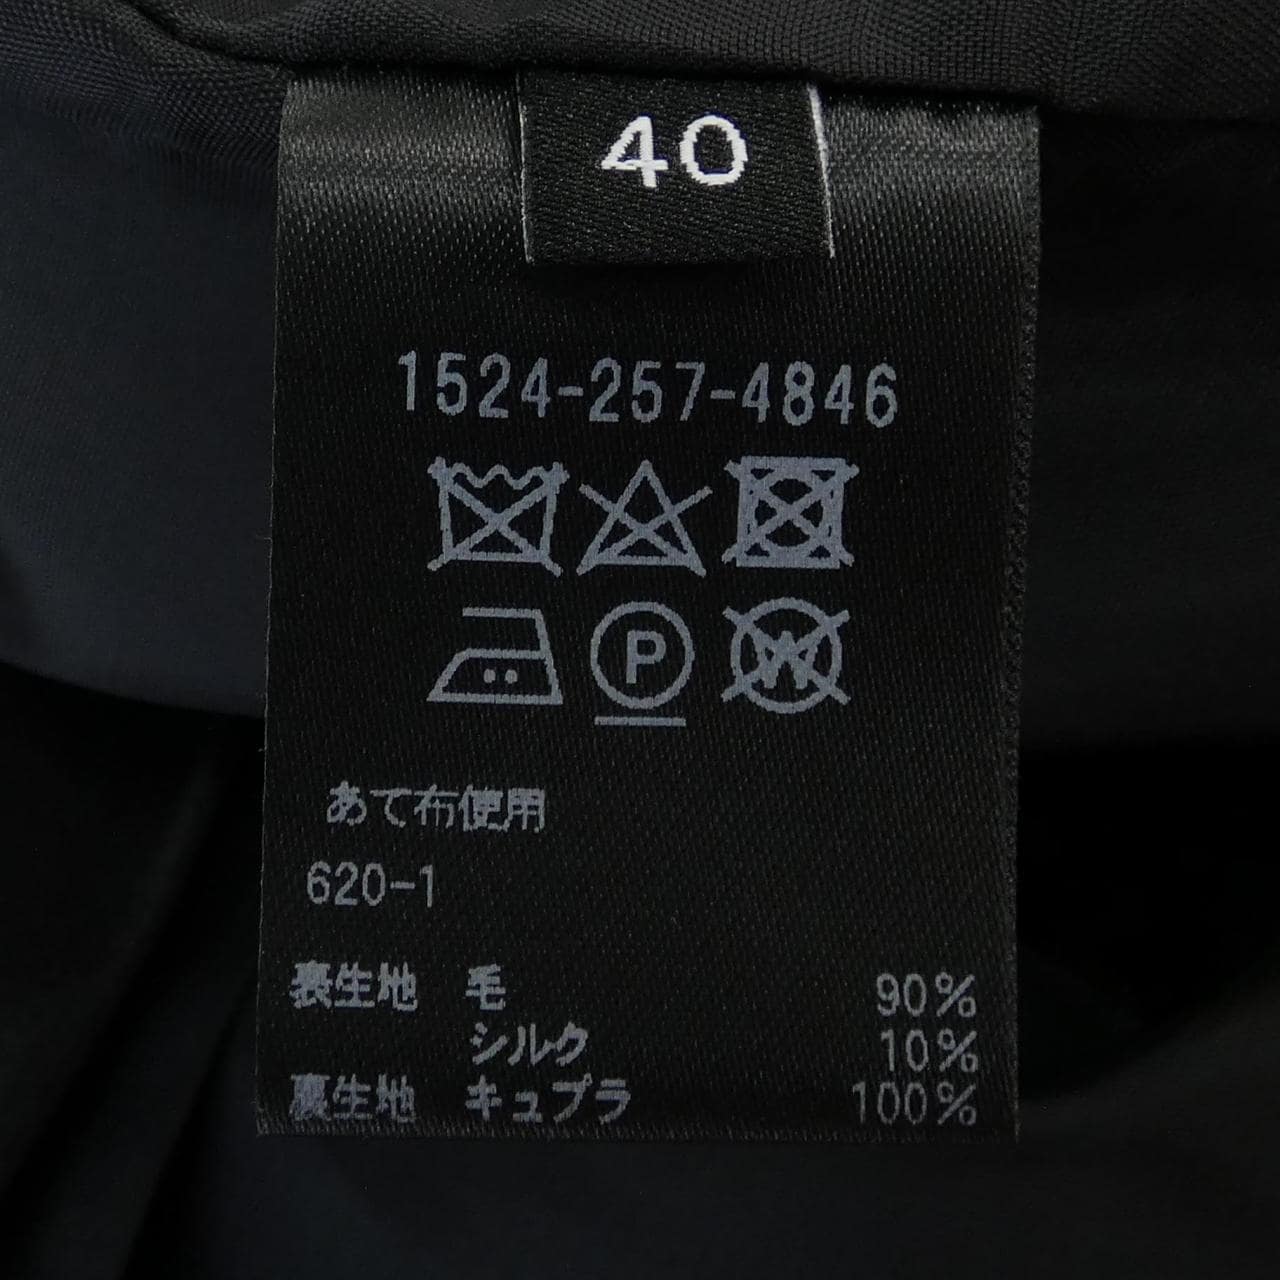 40
1524-257-4846
P
W
あて布使用
620-1
表生地 毛 90%
シルク 10%
裏生地 キュプラ 100%